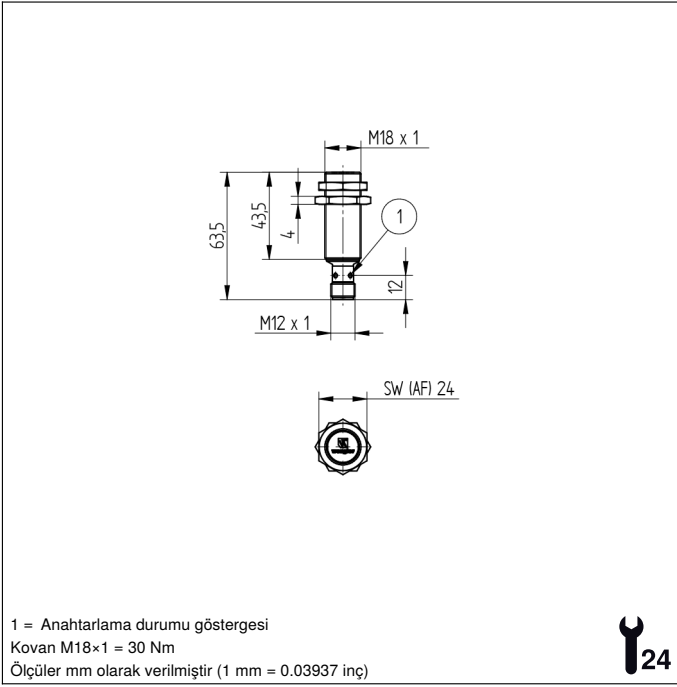 M18 x 1
63,5
43,5
4
1
12
M12 x 1
SW (AF) 24
1 = Anahtarlama durumu göstergesi
Kovan M18×1 = 30 Nm
Ölçüler mm olarak verilmiştir (1 mm = 0.03937 inç)
24